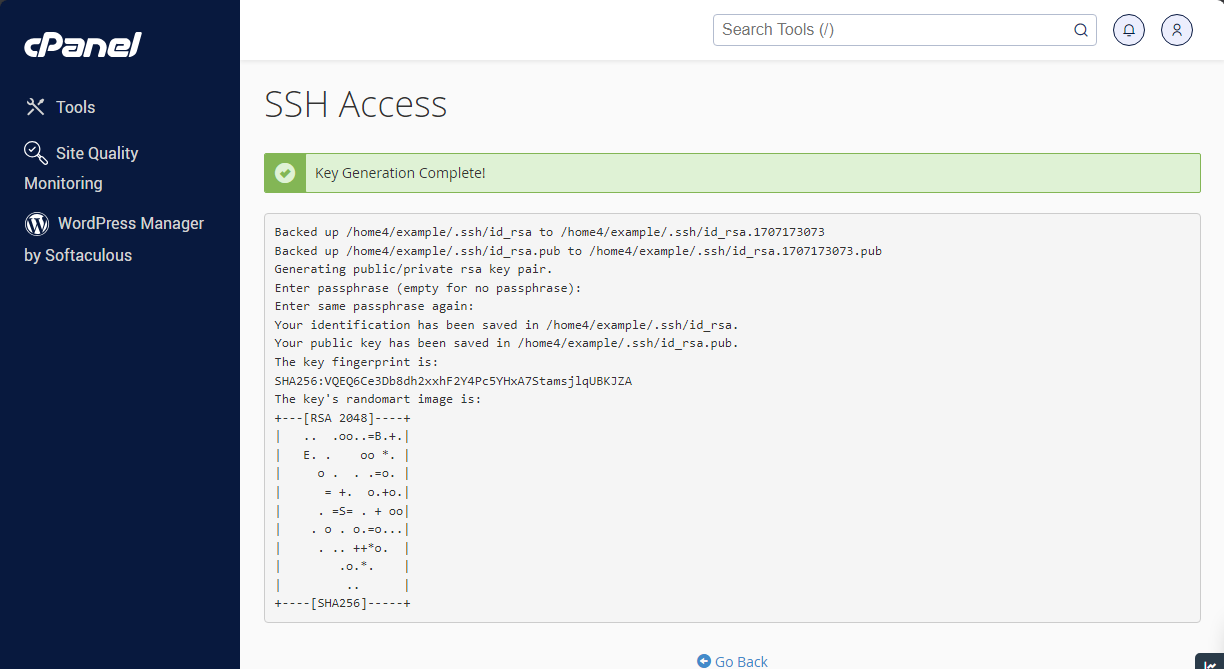 cPanel
Search Tools (/)
Tools
Site Quality
Monitoring
WordPress Manager
by Softaculous
SSH Access
Key Generation Complete!
Backed up /home4/example/.ssh/id_rsa to /home4/example/.ssh/id_rsa.1707173073
Backed up /home4/example/.ssh/id_rsa.pub to /home4/example/.ssh/id_rsa.1707173073.pub
Generating public/private rsa key pair.
Enter passphrase (empty for no passphrase):
Enter same passphrase again:
Your identification has been saved in /home4/example/.ssh/id_rsa.
Your public key has been saved in /home4/example/.ssh/id_rsa.pub.
The key fingerprint is:
SHA256:VQEQ6Ce3Db8dh2xxhF2Y4Pc5YHxA7StamsjlqUBKJZA
The key's randomart image is:
+---[RSA 2048]----+
|   ..  .oo..=B.+.|
|   E. .    oo *. |
|     o .  . .=o. |
|      = +.  o.+o.|
|     . =S= . + oo|
|    . o . o.=o...|
|     . .. ++*o.  |
|        .o.*.    |
|         ..      |
+----[SHA256]-----+
Go Back